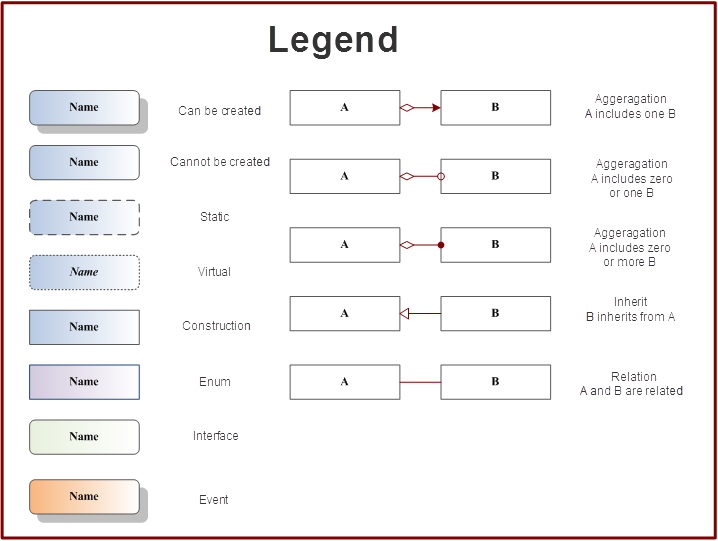 Legend
Name
Can be created
A
B
Aggeragation
A includes one B
Name
Cannot be created
A
B
Aggeragation
A includes zero
or one B
Name
Static
A
B
Aggeragation
A includes zero
or more B
Name
Virtual
A
B
Inherit
B inherits from A
Name
Construction
Name
Enum
A
B
Relation
A and B are related
Name
Interface
Name
Event